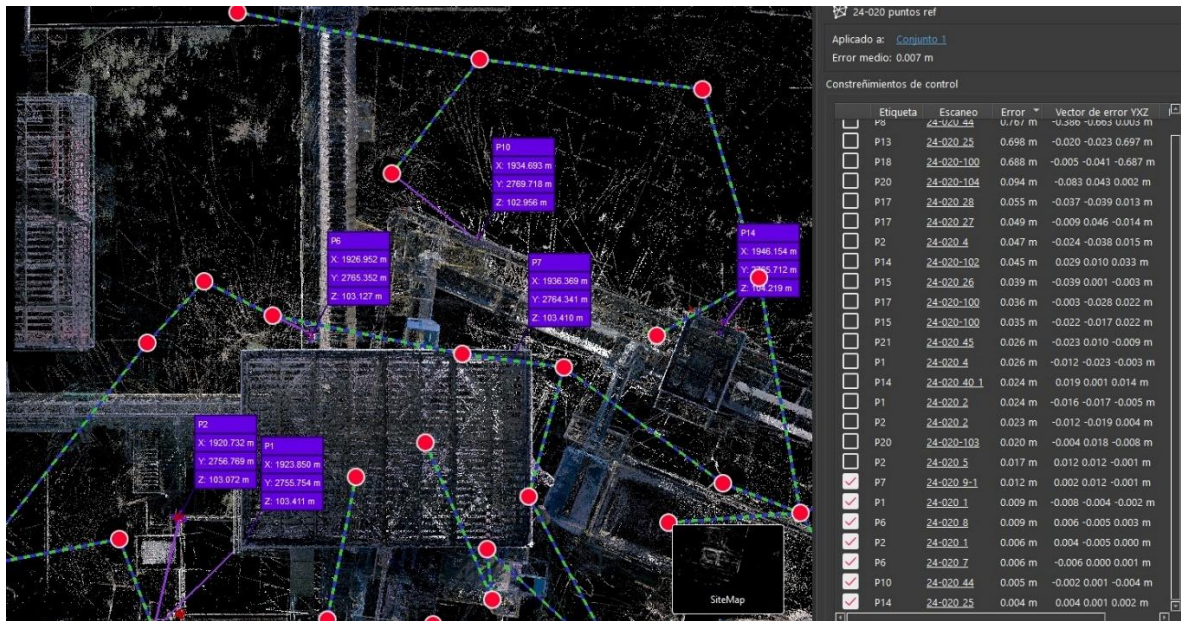 24-020 puntos ref
Aplicado a: Conjunto 1
Error medio: 0.007 m
Constreñimientos de control
Etiqueta Escaneo Error Vector de error YXZ
P8 24-020 44 0.767 m -0.386 -0.663 0.003 m
P13 24-020 25 0.698 m -0.020 -0.023 0.697 m
P18 24-020-100 0.688 m -0.005 -0.041 -0.687 m
P20 24-020-104 0.094 m -0.083 0.043 0.002 m
P17 24-020 28 0.055 m -0.037 -0.039 0.013 m
P17 24-020 27 0.049 m -0.009 0.046 -0.014 m
P2 24-020 4 0.047 m -0.024 -0.038 0.015 m
P14 24-020-102 0.045 m 0.029 0.010 0.033 m
P15 24-020 26 0.039 m -0.039 0.001 -0.003 m
P17 24-020-100 0.036 m -0.003 -0.028 0.022 m
P15 24-020-100 0.035 m -0.022 -0.017 0.022 m
P21 24-020 45 0.026 m -0.023 0.010 -0.009 m
P1 24-020 4 0.026 m -0.012 -0.023 -0.003 m
P14 24-020 40 1 0.024 m 0.019 0.001 0.014 m
P1 24-020 2 0.024 m -0.016 -0.017 -0.005 m
P2 24-020 2 0.023 m -0.012 -0.019 0.004 m
P20 24-020-103 0.020 m -0.004 0.018 -0.008 m
P2 24-020 5 0.017 m 0.012 0.012 -0.001 m
P7 24-020 9-1 0.012 m 0.002 0.012 -0.001 m
P1 24-020 1 0.009 m -0.008 -0.004 -0.002 m
P6 24-020 8 0.009 m 0.006 -0.005 0.003 m
P2 24-020 1 0.006 m 0.004 -0.005 0.000 m
P6 24-020 7 0.006 m -0.006 0.000 0.001 m
P10 24-020 44 0.005 m -0.002 0.001 -0.004 m
P14 24-020 25 0.004 m 0.004 0.001 0.002 m
P10
X: 1934.693 m
Y: 2769.718 m
Z: 102.956 m
P6
X: 1926.952 m
Y: 2765.352 m
Z: 103.127 m
P7
X: 1936.369 m
Y: 2764.341 m
Z: 103.410 m
P14
X: 1946.154 m
Y: .712 m
Z: 104.219 m
P2
X: 1920.732 m
Y: 2756.769 m
Z: 103.072 m
P1
X: 1923.850 m
Y: 2755.754 m
Z: 103.411 m
SiteMap